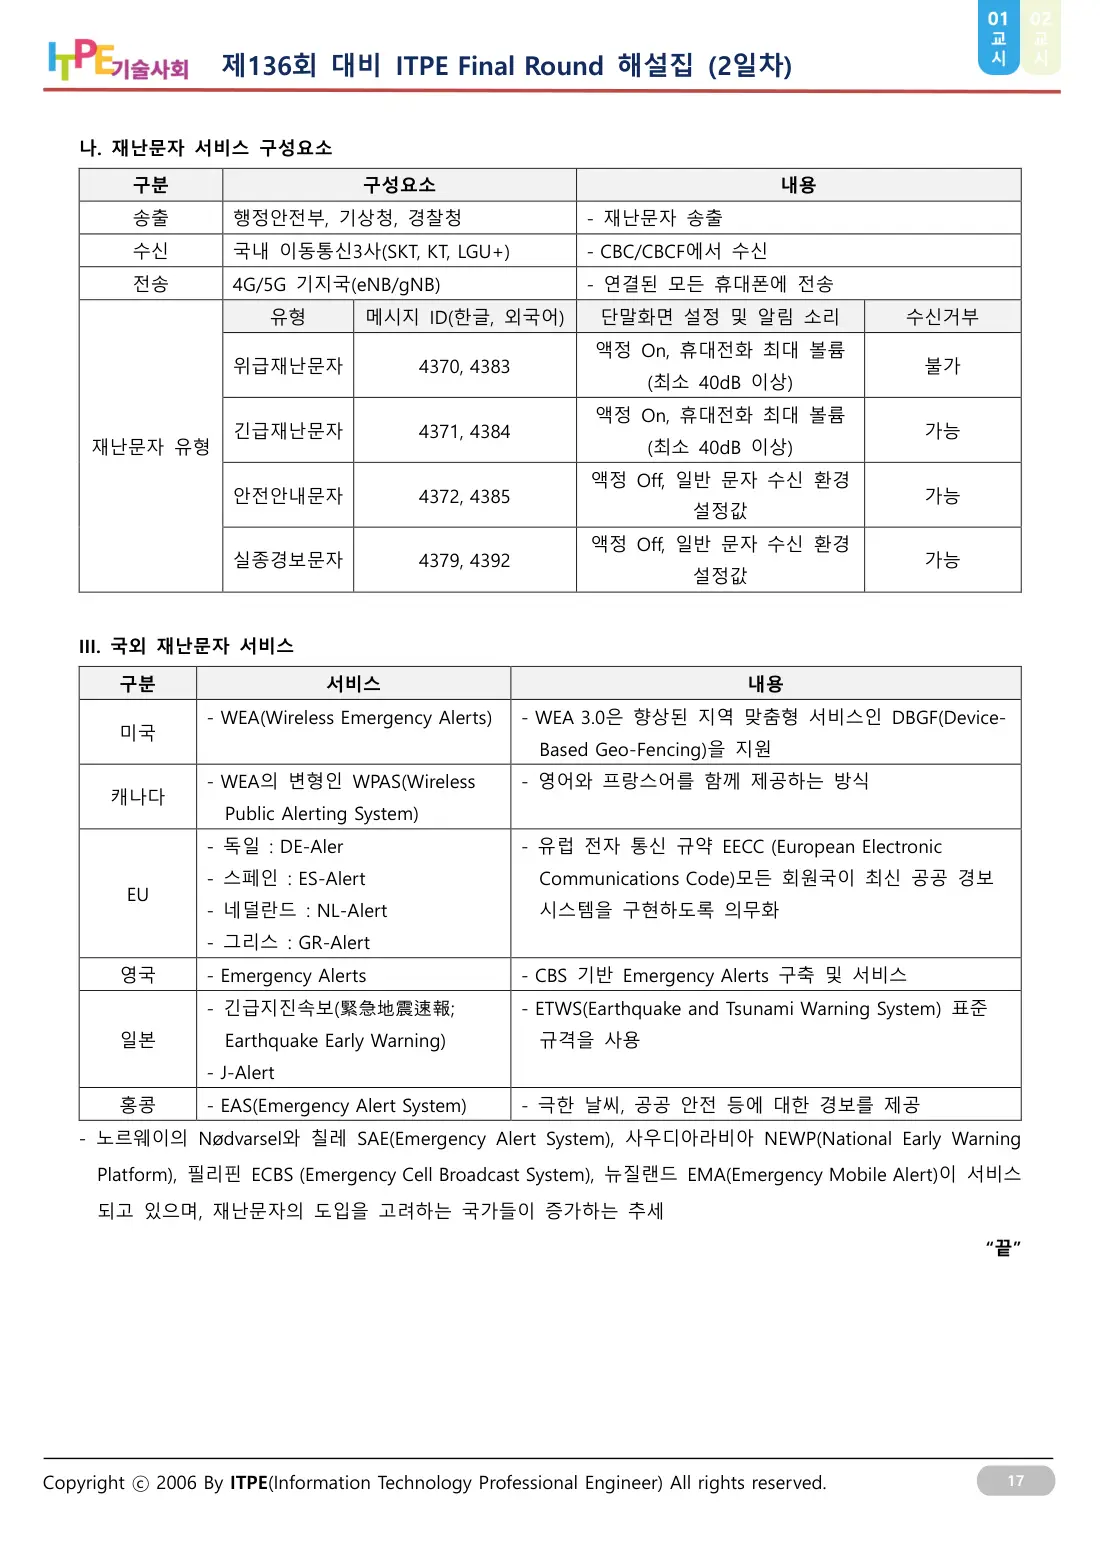 ITPE기술사회 제136회 대비 ITPE Final Round 해설집 (2일차)
01 교시
02 교시
나. 재난문자 서비스 구성요소
구분 구성요소 내용
송출 행정안전부, 기상청, 경찰청 - 재난문자 송출
수신 국내 이동통신3사(SKT, KT, LGU+) - CBC/CBCF에서 수신
전송 4G/5G 기지국(eNB/gNB) - 연결된 모든 휴대폰에 전송
재난문자 유형
유형 메시지 ID(한글, 외국어) 단말화면 설정 및 알림 소리 수신거부
위급재난문자 4370, 4383 액정 On, 휴대전화 최대 볼륨
(최소 40dB 이상) 불가
긴급재난문자 4371, 4384 액정 On, 휴대전화 최대 볼륨
(최소 40dB 이상) 가능
안전안내문자 4372, 4385 액정 Off, 일반 문자 수신 환경
설정값 가능
실종경보문자 4379, 4392 액정 Off, 일반 문자 수신 환경
설정값 가능
III. 국외 재난문자 서비스
구분 서비스 내용
미국 - WEA(Wireless Emergency Alerts) - WEA 3.0은 향상된 지역 맞춤형 서비스인 DBGF(Device-
Based Geo-Fencing)을 지원
캐나다 - WEA의 변형인 WPAS(Wireless
Public Alerting System)
- 영어와 프랑스어를 함께 제공하는 방식
EU
- 독일 : DE-Aler
- 스페인 : ES-Alert
- 네덜란드 : NL-Alert
- 그리스 : GR-Alert
- 유럽 전자 통신 규약 EECC (European Electronic
Communications Code)모든 회원국이 최신 공공 경보
시스템을 구현하도록 의무화
영국 - Emergency Alerts - CBS 기반 Emergency Alerts 구축 및 서비스
일본
- 긴급지진속보(緊急地震速報;
Earthquake Early Warning)
- J-Alert
- ETWS(Earthquake and Tsunami Warning System) 표준
규격을 사용
홍콩 - EAS(Emergency Alert System) - 극한 날씨, 공공 안전 등에 대한 경보를 제공
- 노르웨이의 Nødvarsel와 칠레 SAE(Emergency Alert System), 사우디아라비아 NEWP(National Early Warning
Platform), 필리핀 ECBS (Emergency Cell Broadcast System), 뉴질랜드 EMA(Emergency Mobile Alert)이 서비스
되고 있으며, 재난문자의 도입을 고려하는 국가들이 증가하는 추세
“끝”
Copyright ⓒ 2006 By ITPE(Information Technology Professional Engineer) All rights reserved.
17